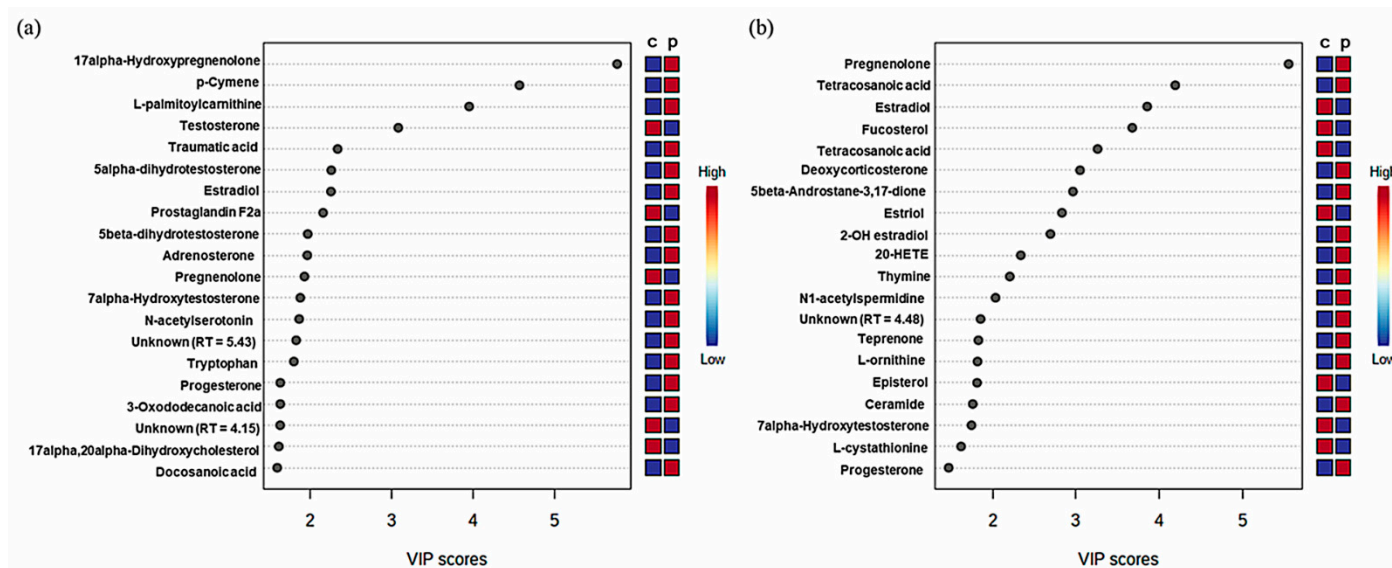 (a)
c p
17alpha-Hydroxypregnenolone
p-Cymene
L-palmitoylcarnithine
Testosterone
Traumatic acid
5alpha-dihydrotestosterone
Estradiol
Prostaglandin F2a
5beta-dihydrotestosterone
Adrenosterone
Pregnenolone
7alpha-Hydroxytestosterone
N-acetylserotonin
Unknown (RT = 5.43)
Tryptophan
Progesterone
3-Oxododecanoic acid
Unknown (RT = 4.15)
17alpha,20alpha-Dihydroxycholesterol
Docosanoic acid
High
Low
2 3 4 5
VIP scores
(b)
c p
Pregnenolone
Tetracosanoic acid
Estradiol
Fucosterol
Tetracosanoic acid
Deoxycorticosterone
5beta-Androstane-3,17-dione
Estriol
2-OH estradiol
20-HETE
Thymine
N1-acetylspermidine
Unknown (RT = 4.48)
Teprenone
L-ornithine
Episterol
Ceramide
7alpha-Hydroxytestosterone
L-cystathionine
Progesterone
High
Low
2 3 4 5
VIP scores